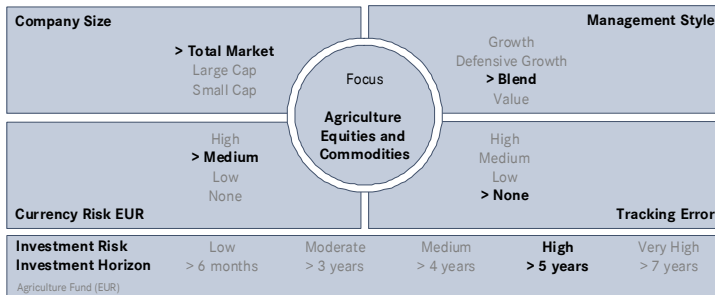 Company Size
> Total Market
Large Cap
Small Cap
Management Style
Growth
Defensive Growth
> Blend
Value
Focus
Agriculture
Equities and
Commodities
High
> Medium
Low
None
Currency Risk EUR
High
Medium
Low
> None
Tracking Error
Investment Risk Low Moderate Medium High Very High
Investment Horizon > 6 months > 3 years > 4 years > 5 years > 7 years
Agriculture Fund (EUR)